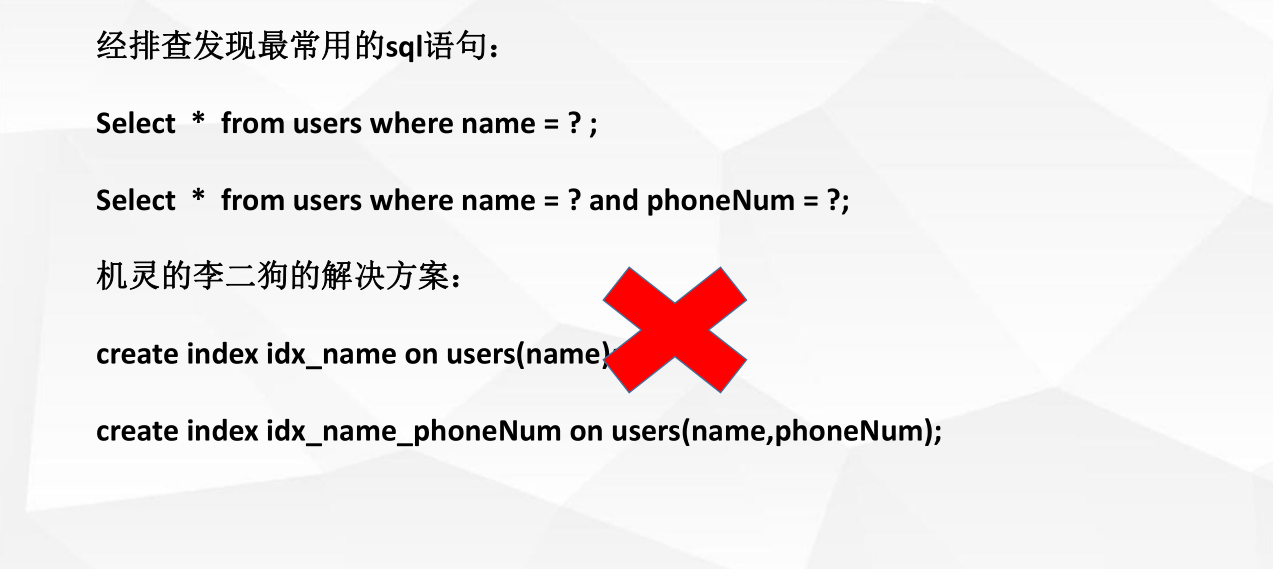 经排查发现最常用的sql语句：
Select * from users where name = ? ;
Select * from users where name = ? and phoneNum = ?;
机灵的李二狗的解决方案：
create index idx_name on users(name);
create index idx_name_phoneNum on users(name,phoneNum);